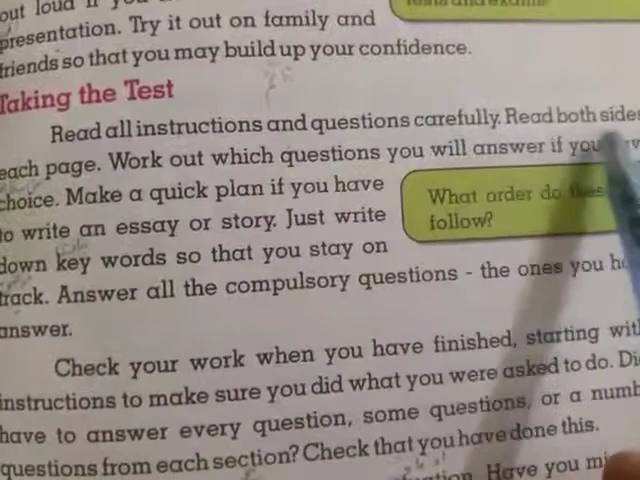 out loud if you
presentation. Try it out on family and
friends so that you may build up your confidence.
Taking the Test
Read all instructions and questions carefully. Read both sides
each page. Work out which questions you will answer if you
choice. Make a quick plan if you have
to write an essay or story. Just write
down key words so that you stay on
track. Answer all the compulsory questions - the ones you
answer.
What order do these
follow?
Check your work when you have finished, starting with
instructions to make sure you did what you were asked to do. Did
have to answer every question, some questions, or a numb
questions from each section? Check that you have done this.
Have you